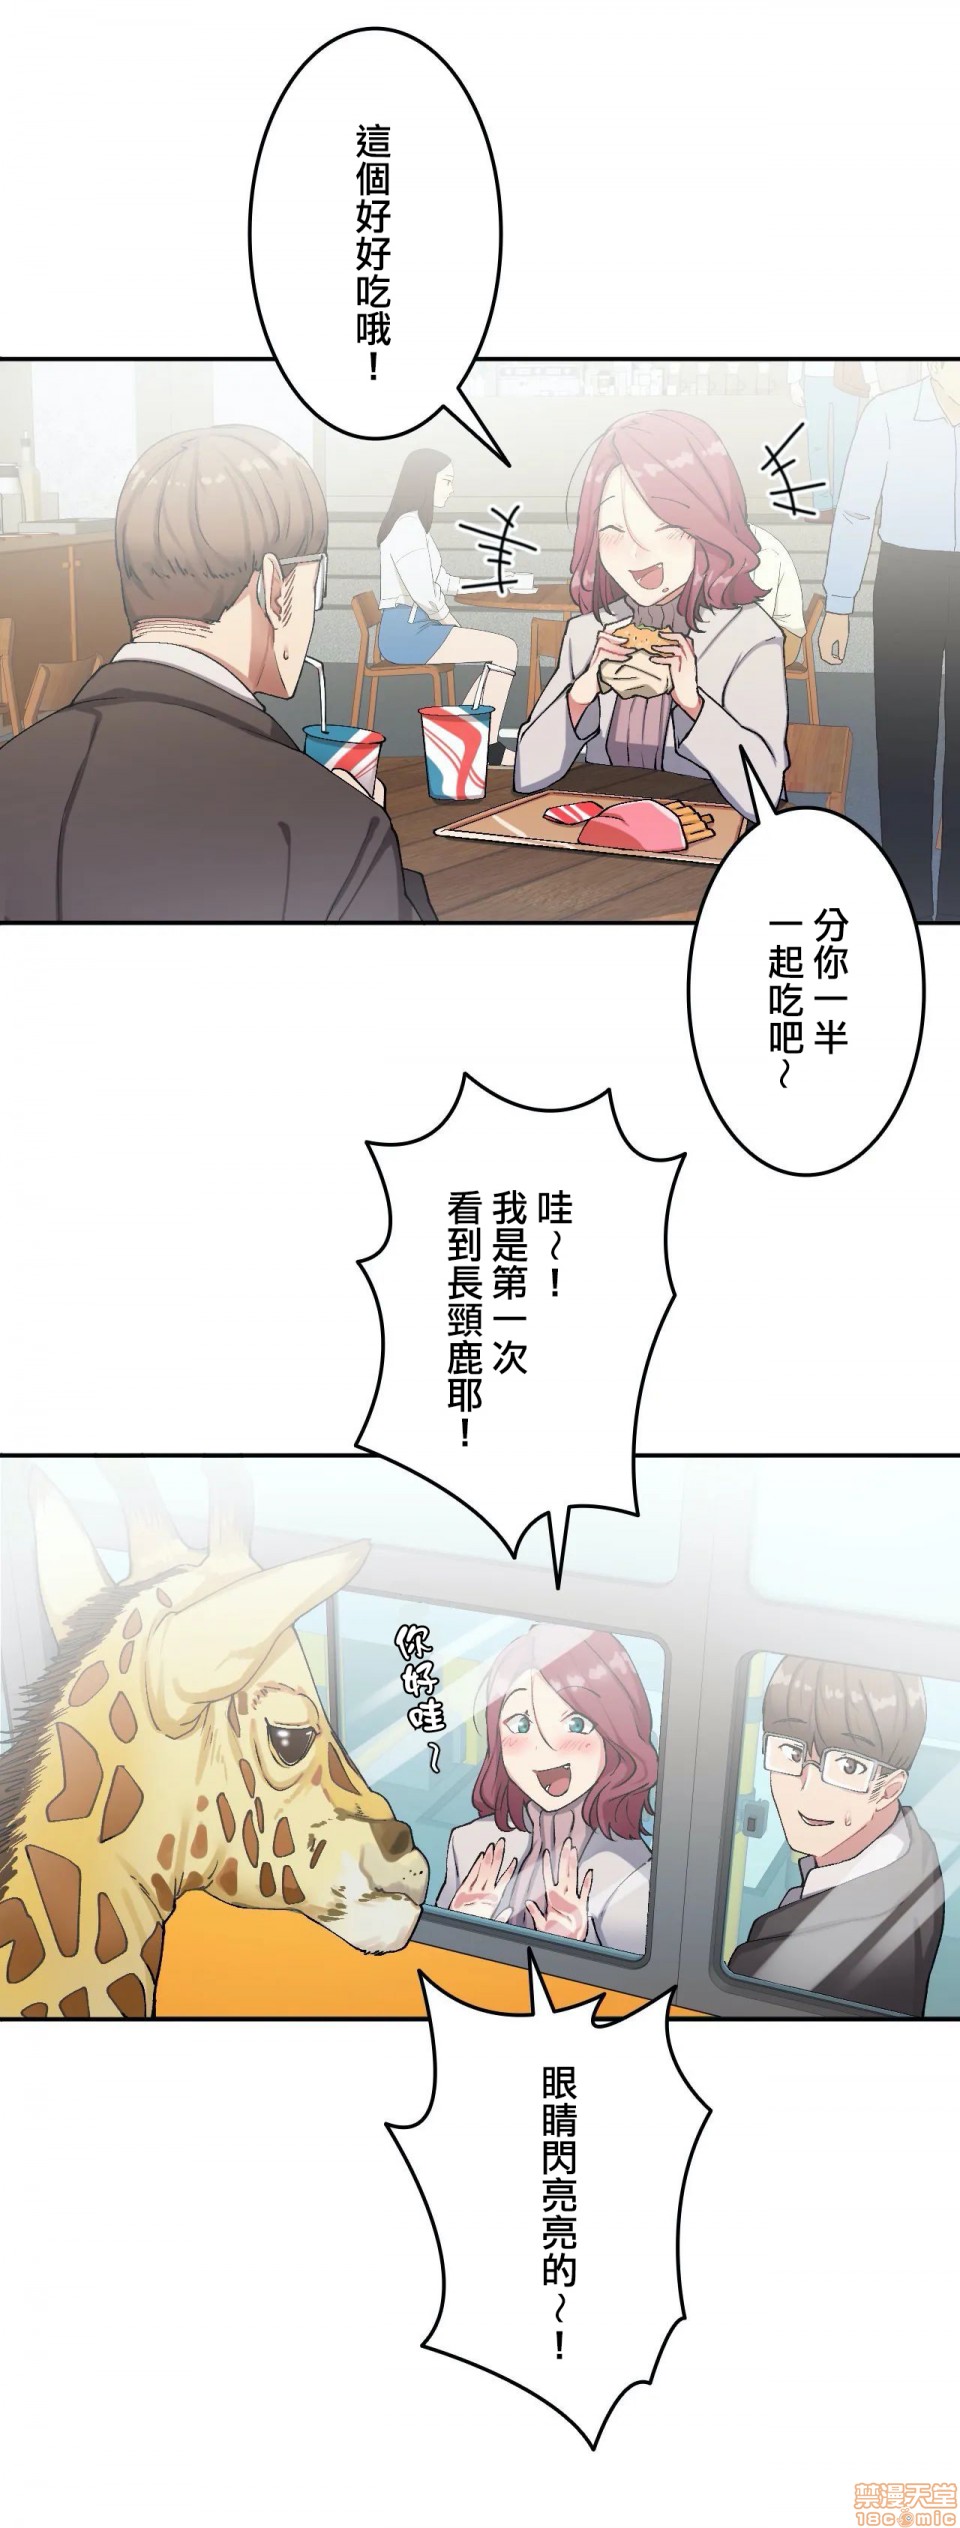 這個好好吃哦！
分你一半
一起吃吧~
哇~！
我是第一次
看到長頸鹿耶！
你好哇~
眼睛閃亮亮的~！
禁漫天堂
18comic